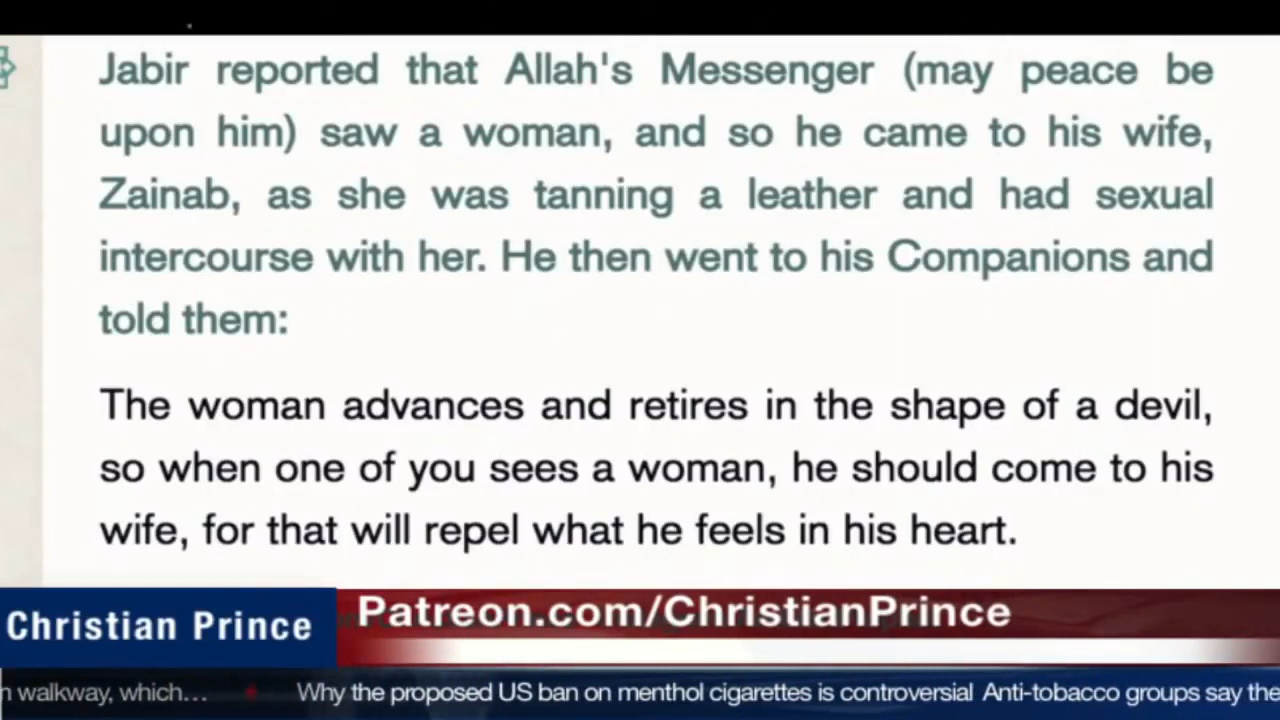 Jabir reported that Allah's Messenger (may peace be
upon him) saw a woman, and so he came to his wife,
Zainab, as she was tanning a leather and had sexual
intercourse with her. He then went to his Companions and
told them:
The woman advances and retires in the shape of a devil,
so when one of you sees a woman, he should come to his
wife, for that will repel what he feels in his heart.
Christian Prince
Patreon.com/ChristianPrince
walkway, which... • Why the proposed US ban on menthol cigarettes is controversial Anti-tobacco groups say the